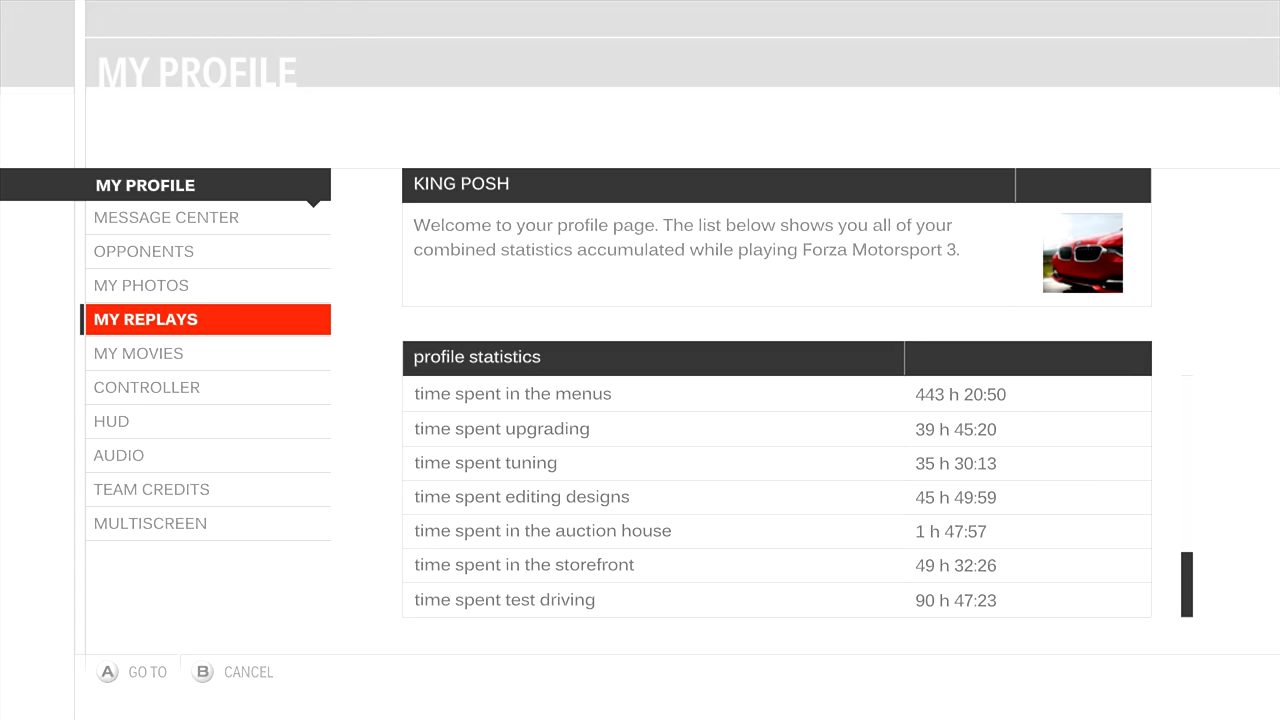 MY PROFILE
MY PROFILE
MESSAGE CENTER
OPPONENTS
MY PHOTOS
MY REPLAYS
MY MOVIES
CONTROLLER
HUD
AUDIO
TEAM CREDITS
MULTISCREEN
KING POSH
Welcome to your profile page. The list below shows you all of your
combined statistics accumulated while playing Forza Motorsport 3.
profile statistics
time spent in the menus 443 h 20:50
time spent upgrading 39 h 45:20
time spent tuning 35 h 30:13
time spent editing designs 45 h 49:59
time spent in the auction house 1 h 47:57
time spent in the storefront 49 h 32:26
time spent test driving 90 h 47:23
A GO TO B CANCEL